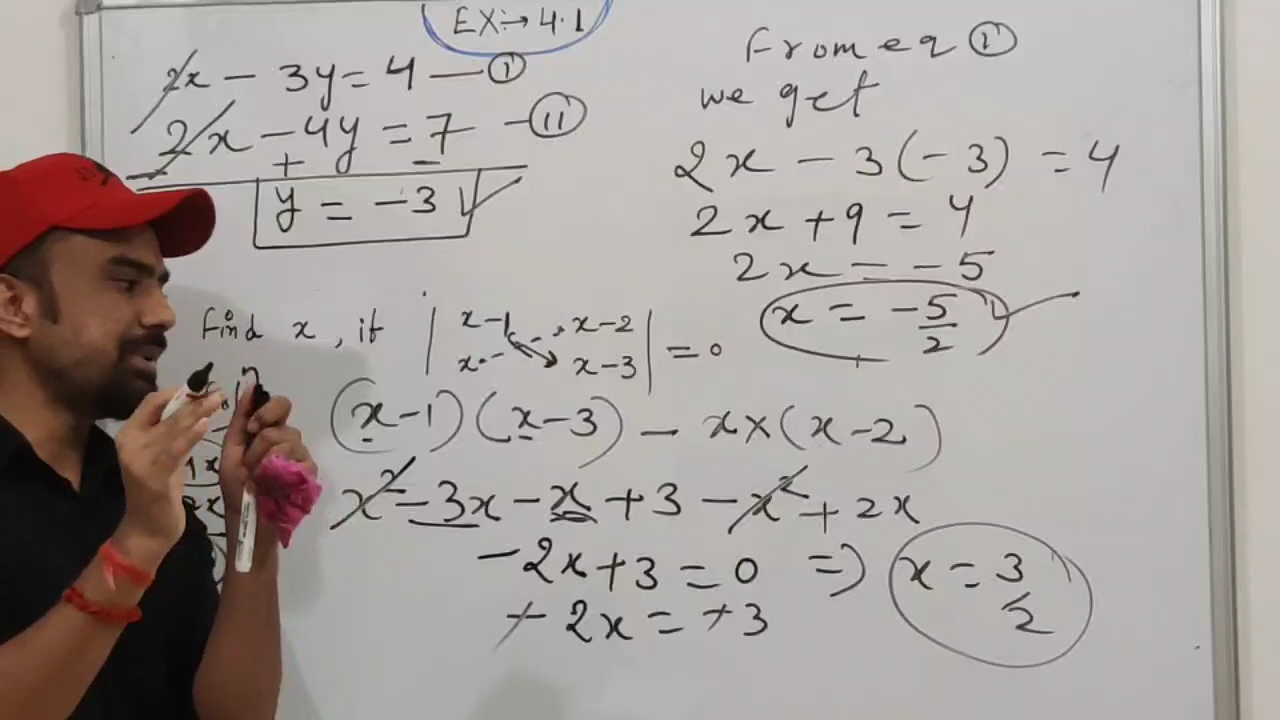 EX:→ 4.1
2x − 3y = 4 — (i)
2x − 4y = 7 — (ii)
− + −
y = −3
From eq (i)
we get
2x − 3(−3) = 4
2x + 9 = 4
2x = −5
x = −5/2
Find x, if | x−1 x−2 | = 0
| x x−3 |
(x−1)(x−3) − x×(x−2)
x² − 3x − x + 3 − x² + 2x
−2x + 3 = 0 ⇒ x = 3/2
+ 2x = +3